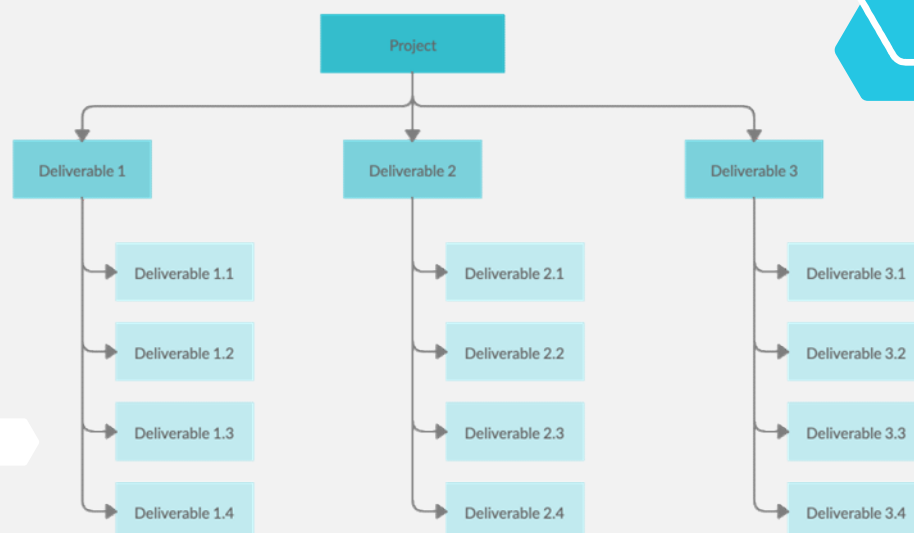 Project
Deliverable 1
Deliverable 2
Deliverable 3
Deliverable 1.1
Deliverable 2.1
Deliverable 3.1
Deliverable 1.2
Deliverable 2.2
Deliverable 3.2
Deliverable 1.3
Deliverable 2.3
Deliverable 3.3
Deliverable 1.4
Deliverable 2.4
Deliverable 3.4